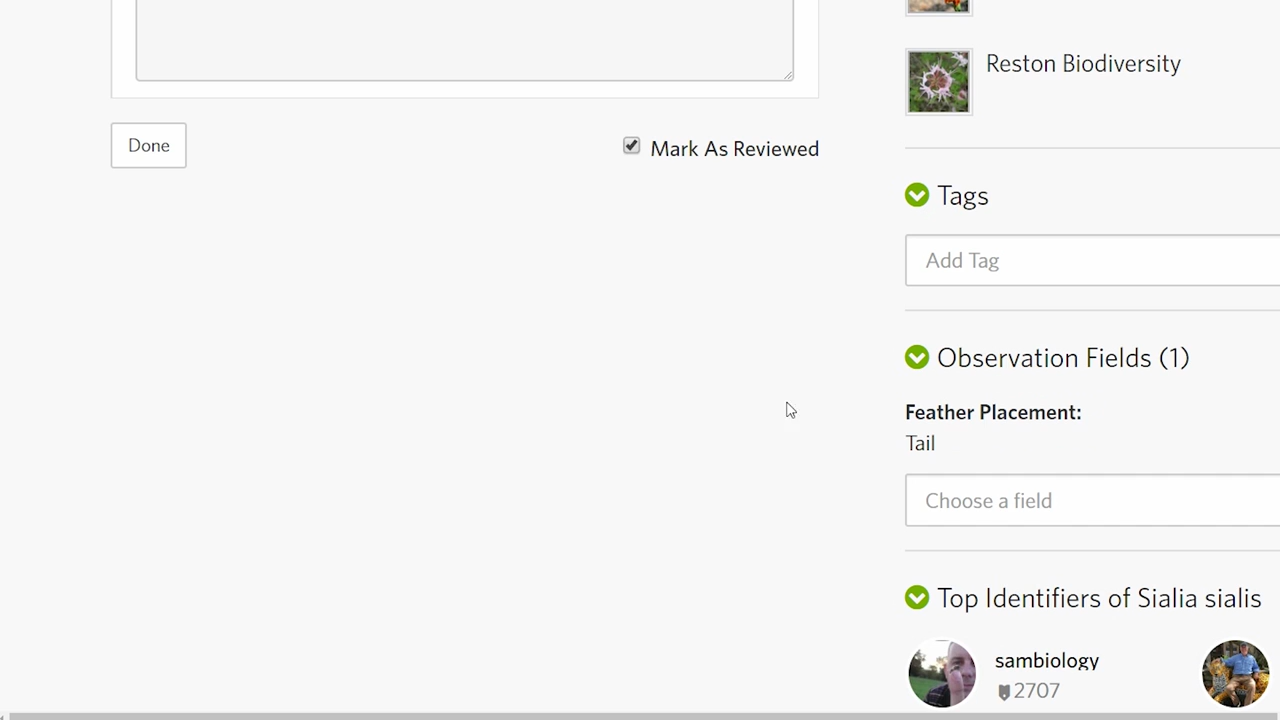 Reston Biodiversity
Done
Mark As Reviewed
Tags
Add Tag
Observation Fields (1)
Feather Placement:
Tail
Choose a field
Top Identifiers of Sialia sialis
sambiology
2707